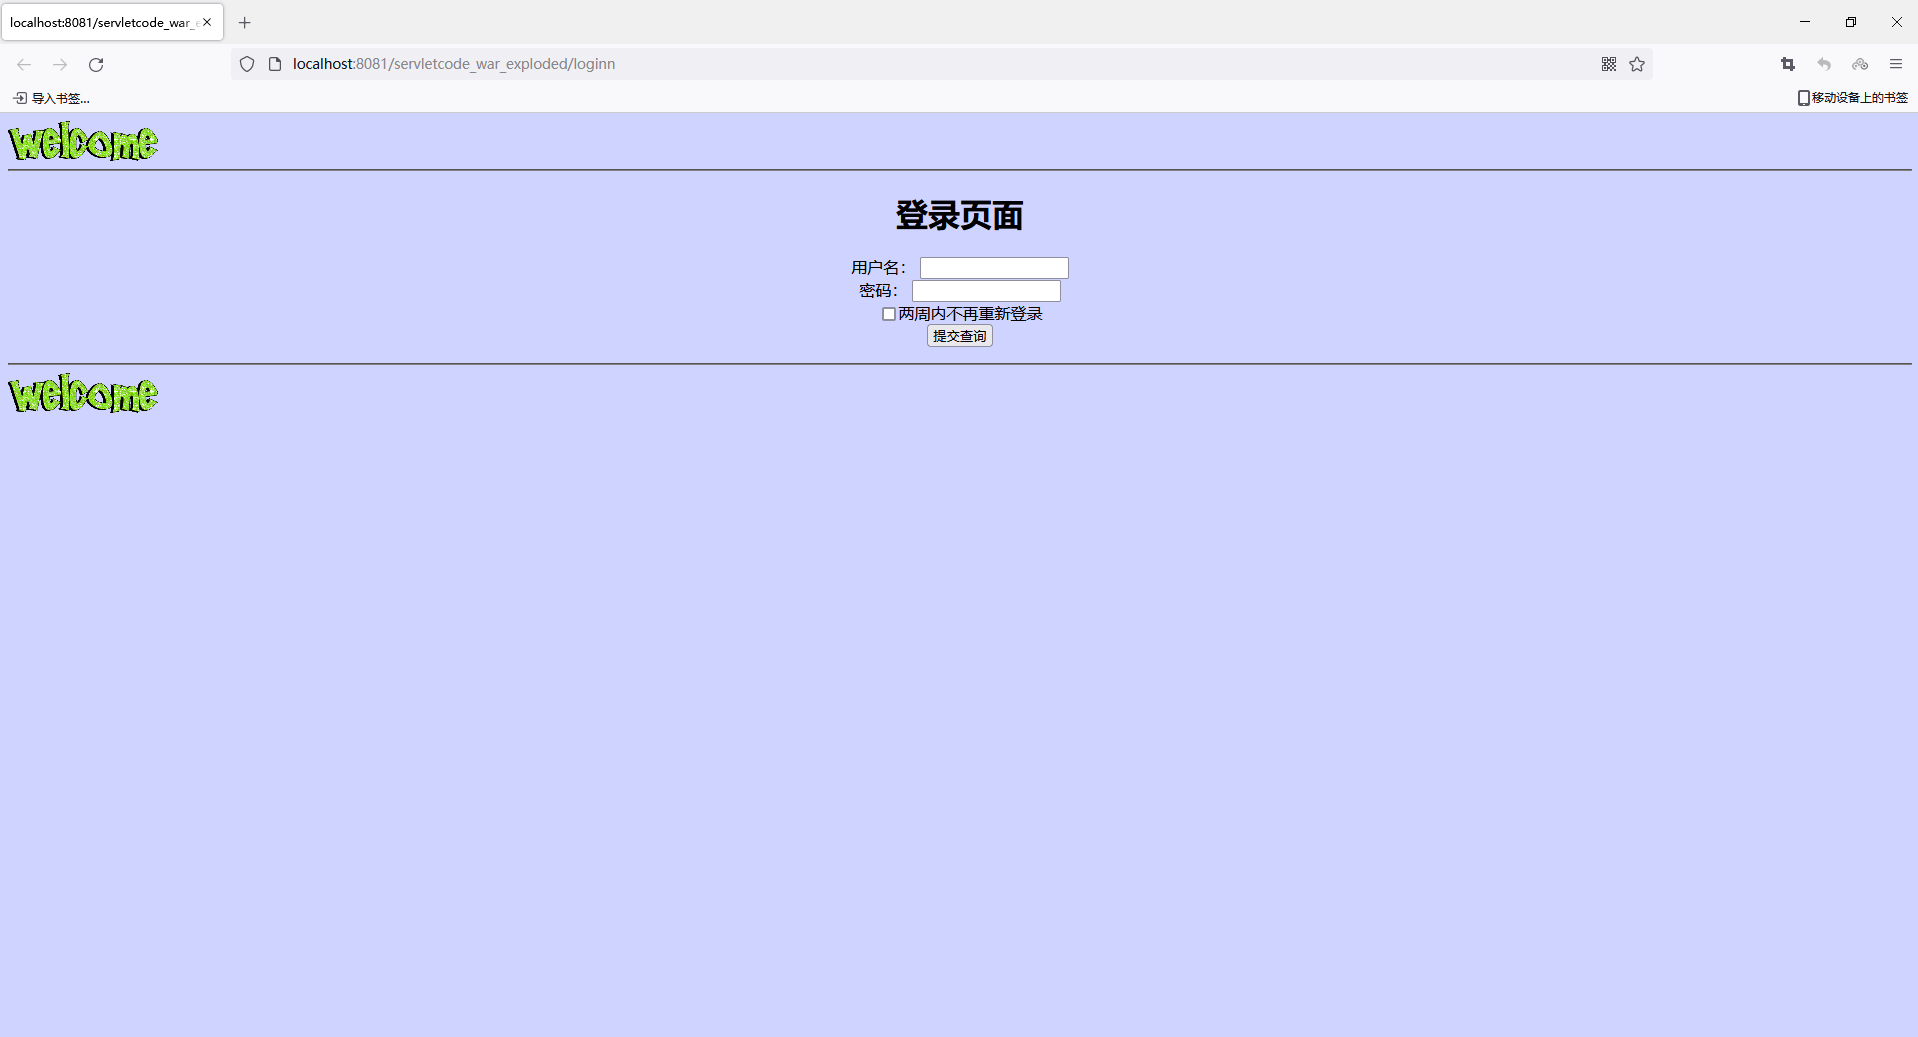 localhost:8081/servletcode_war_
localhost:8081/servletcode_war_exploded/loginn
导入书签...
移动设备上的书签
welcome
登录页面
用户名：
密码：
两周内不再重新登录
提交查询
welcome